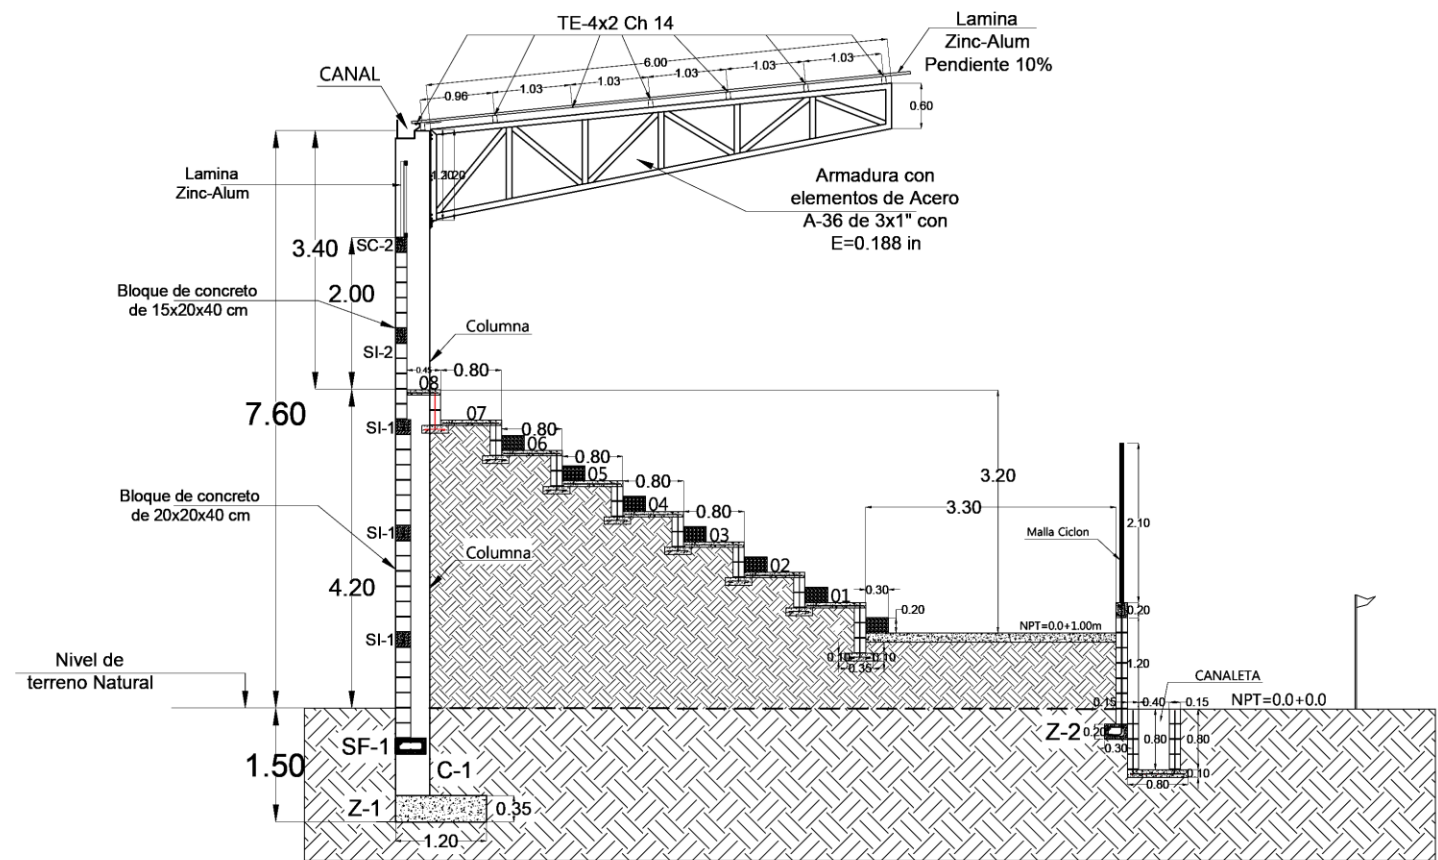 TE-4x2 Ch 14
Lamina
Zinc-Alum
Pendiente 10%
CANAL
6.00
0.96
1.03
1.03
1.03
1.03
1.03
0.60
Lamina
Zinc-Alum
1.20
Armadura con
elementos de Acero
A-36 de 3x1" con
E=0.188 in
3.40
SC-2
2.00
Bloque de concreto
de 15x20x40 cm
Columna
SI-2
0.45
0.80
08
7.60
07
SI-1
0.80
06
0.80
05
0.80
04
0.80
03
02
01
3.20
3.30
2.10
Malla Ciclon
Bloque de concreto
de 20x20x40 cm
SI-1
Columna
4.20
0.30
0.20
0.20
NPT=0.0+1.00m
SI-1
0.10
0.10
0.35
1.20
Nivel de
terreno Natural
CANALETA
0.15
0.40
0.15
NPT=0.0+0.0
SF-1
Z-2
0.20
0.30
0.80
0.80
0.10
0.80
1.50
C-1
Z-1
0.35
1.20